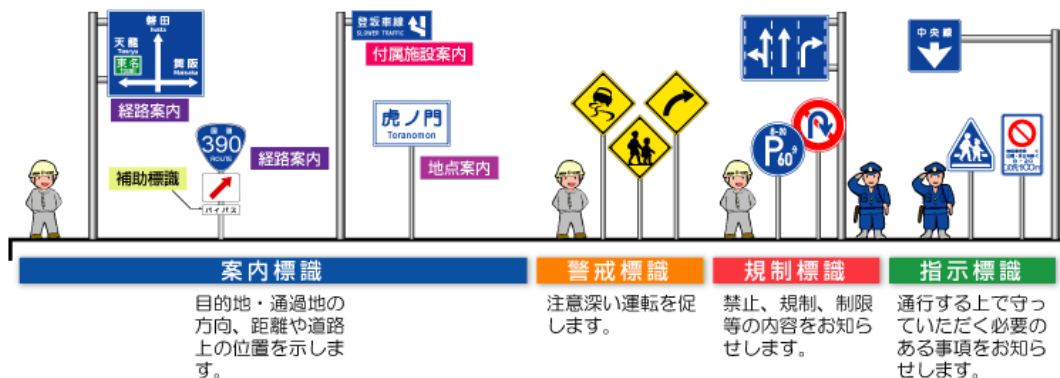 磐田
Iwata
天龍
Tenryu
東名
舞阪
Maisaka
経路案内
国道
390
ROUTE
経路案内
補助標識
バイパス
登坂車線
SLOWER TRAFFIC
付属施設案内
虎ノ門
Toranomon
地点案内
8-20
P60分
中央線
案内標識
目的地・通過地の
方向、距離や道路
上の位置を示しま
す。
警戒標識
注意深い運転を促
します。
規制標識
禁止、規制、制限
等の内容をお知ら
せします。
指示標識
通行する上で守っ
ていただく必要の
ある事項をお知ら
せします。